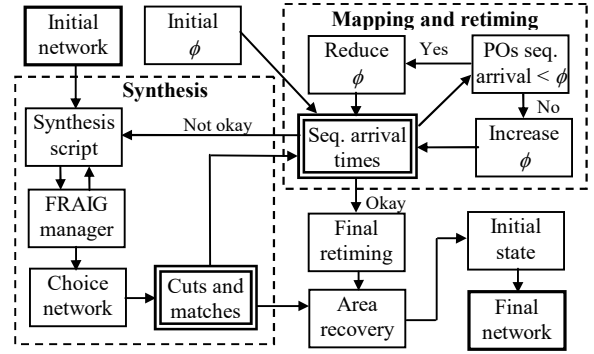 Initial
network
Initial
ϕ
Mapping and retiming
Reduce
ϕ
Yes
POs seq.
arrival < ϕ
No
Increase
ϕ
Synthesis
Synthesis
script
Not okay
Seq. arrival
times
Okay
FRAIG
manager
Choice
network
Cuts and
matches
Final
retiming
Area
recovery
Initial
state
Final
network